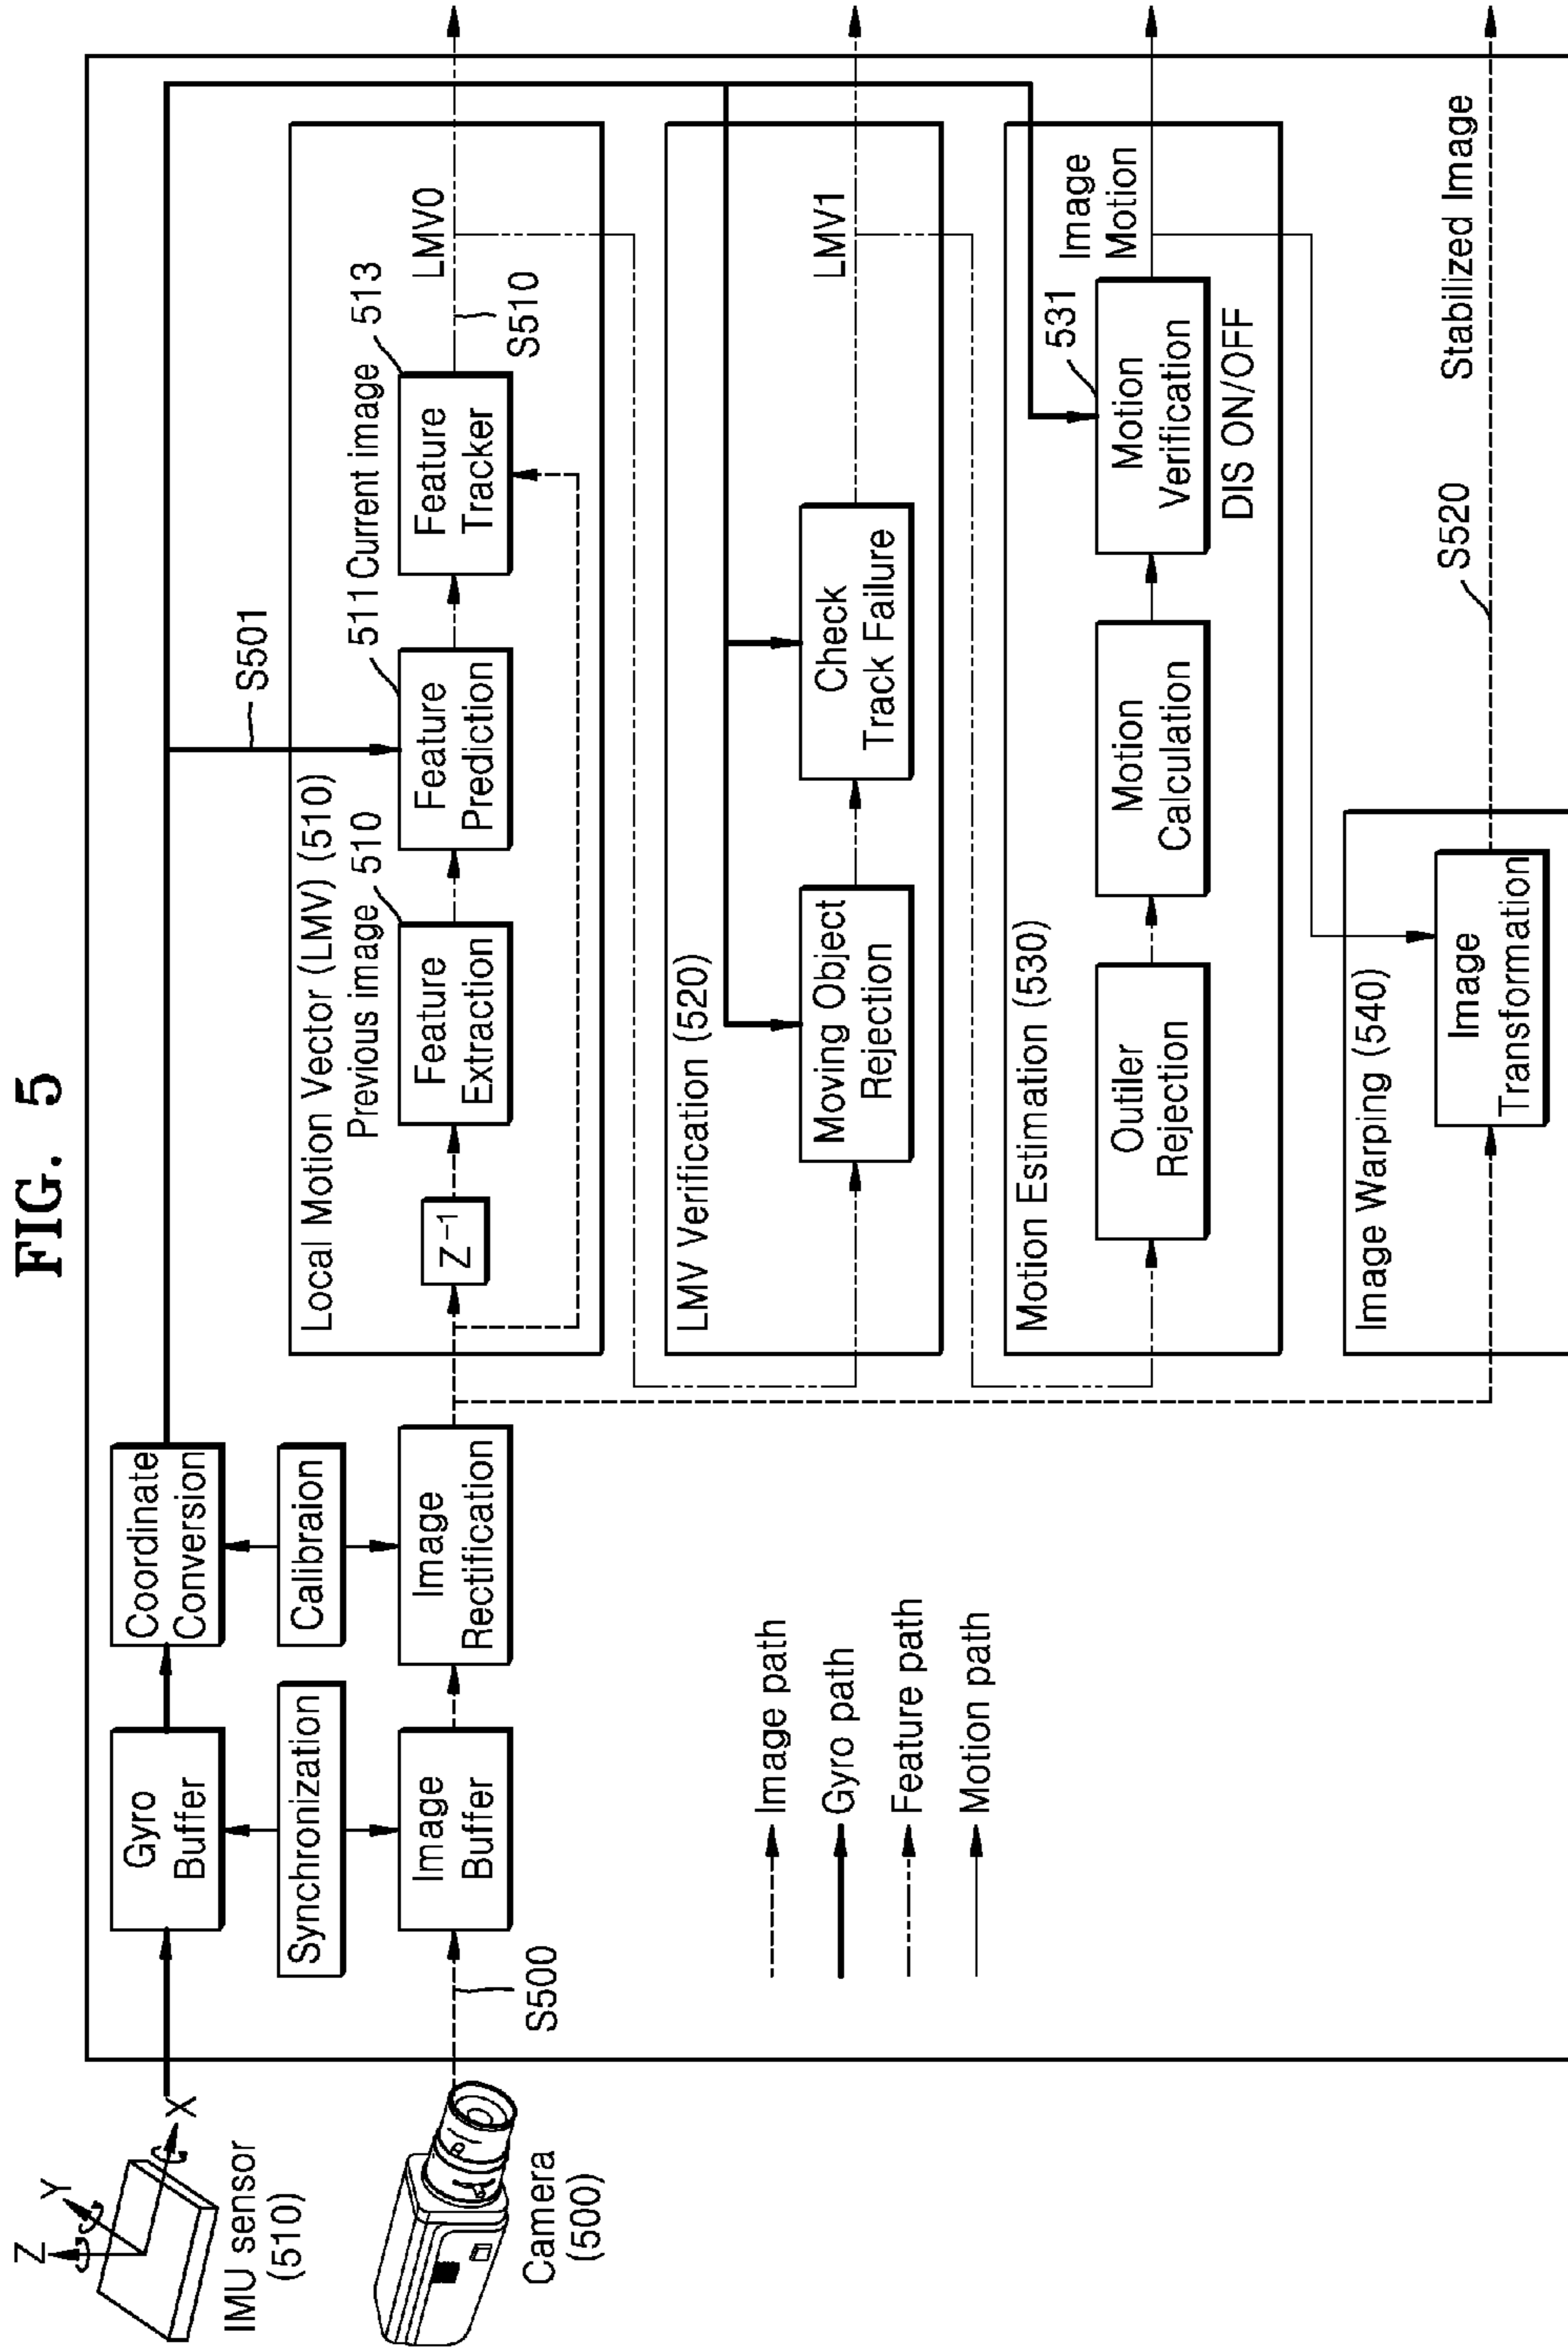 FIG. 5
Z
Y
X
IMU sensor
(510)
Camera
(500)
S500
Gyro
Buffer
Synchronization
Image
Buffer
Coordinate
Conversion
Calibraion
Image
Rectification
Local Motion Vector (LMV) (510)
S501
Z⁻¹
Previous image 510
Feature
Extraction
511
Feature
Prediction
Current image 513
Feature
Tracker
LMV0
S510
LMV Verification (520)
Moving Object
Rejection
Check
Track Failure
LMV1
Motion Estimation (530)
Outiler
Rejection
Motion
Calculation
531
Motion
Verification
DIS ON/OFF
Image
Motion
Image Warping (540)
Image
Transformation
S520
Stabilized Image
Image path
Gyro path
Feature path
Motion path